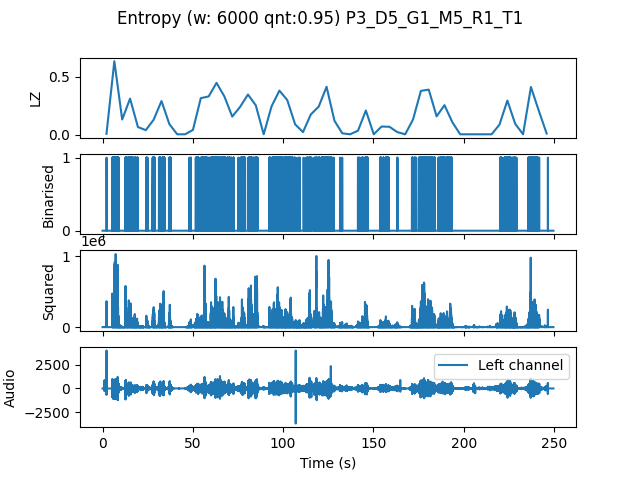 Entropy (w: 6000 qnt:0.95) P3_D5_G1_M5_R1_T1
0.5
0.0
LZ
1
0
Binarised
1e6
1
0
Squared
2500
0
−2500
Audio
Left channel
0 50 100 150 200 250
Time (s)